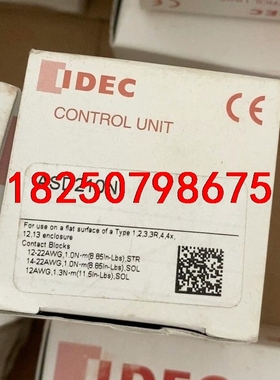 IDEC
CE
CONTROL UNIT
ASD210N
18250798675
For use on a flat surface of a Type 1,2,3,3R,4,4x,
12,13 enclosure
Contact Blocks
12-22AWG,1.0N·m(8.85in-Lbs),STR
14-22AWG,1.0N·m(8.85in-Lbs),SOL
12AWG,1.3N·m(11.5in-Lbs),SOL